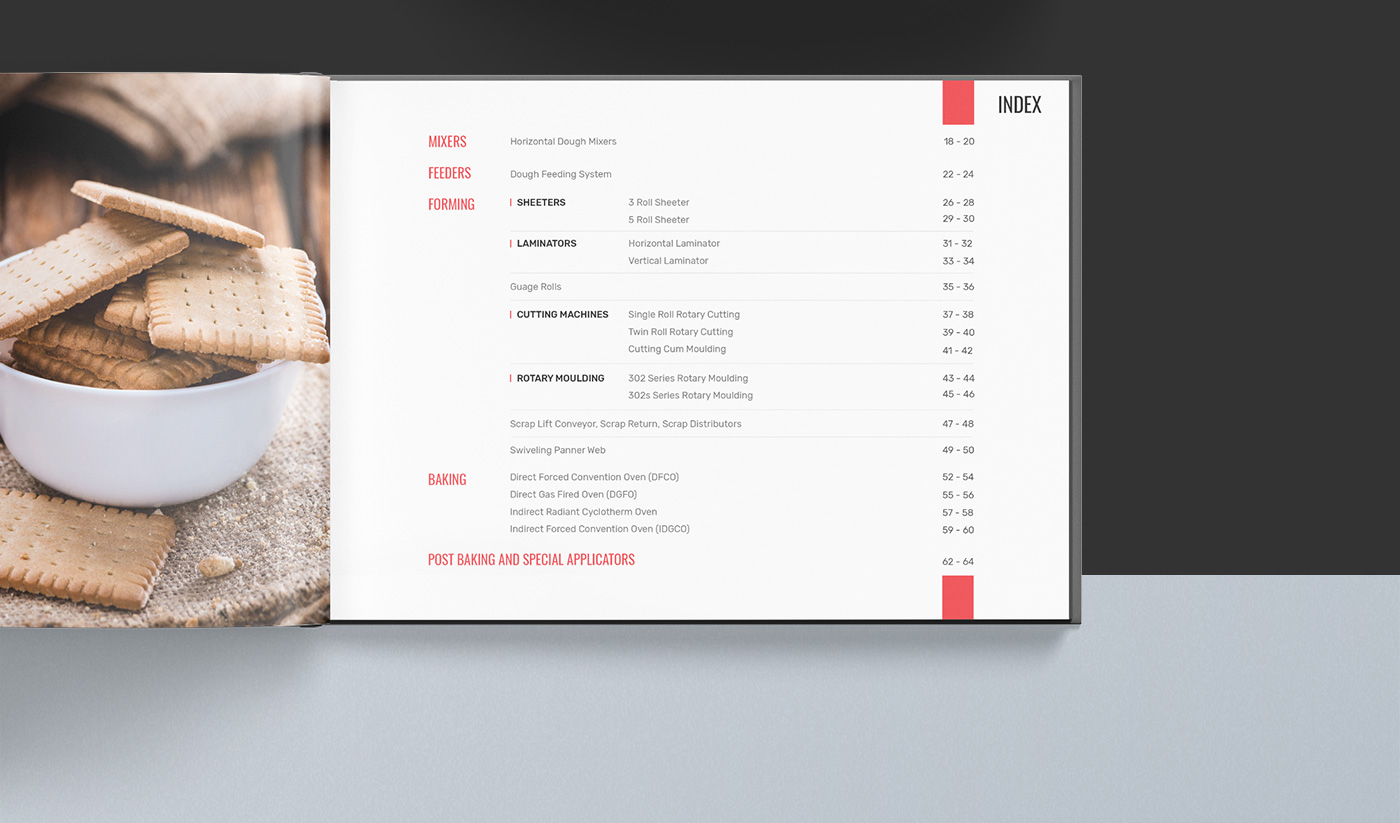 INDEX
MIXERS Horizontal Dough Mixers 18 - 20
FEEDERS Dough Feeding System 22 - 24
FORMING SHEETERS 3 Roll Sheeter 26 - 28
5 Roll Sheeter 29 - 30
LAMINATORS Horizontal Laminator 31 - 32
Vertical Laminator 33 - 34
Guage Rolls 35 - 36
CUTTING MACHINES Single Roll Rotary Cutting 37 - 38
Twin Roll Rotary Cutting 39 - 40
Cutting Cum Moulding 41 - 42
ROTARY MOULDING 302 Series Rotary Moulding 43 - 44
302s Series Rotary Moulding 45 - 46
Scrap Lift Conveyor, Scrap Return, Scrap Distributors 47 - 48
Swiveling Panner Web 49 - 50
BAKING Direct Forced Convention Oven (DFCO) 52 - 54
Direct Gas Fired Oven (DGFO) 55 - 56
Indirect Radiant Cyclotherm Oven 57 - 58
Indirect Forced Convention Oven (IDGCO) 59 - 60
POST BAKING AND SPECIAL APPLICATORS 62 - 64